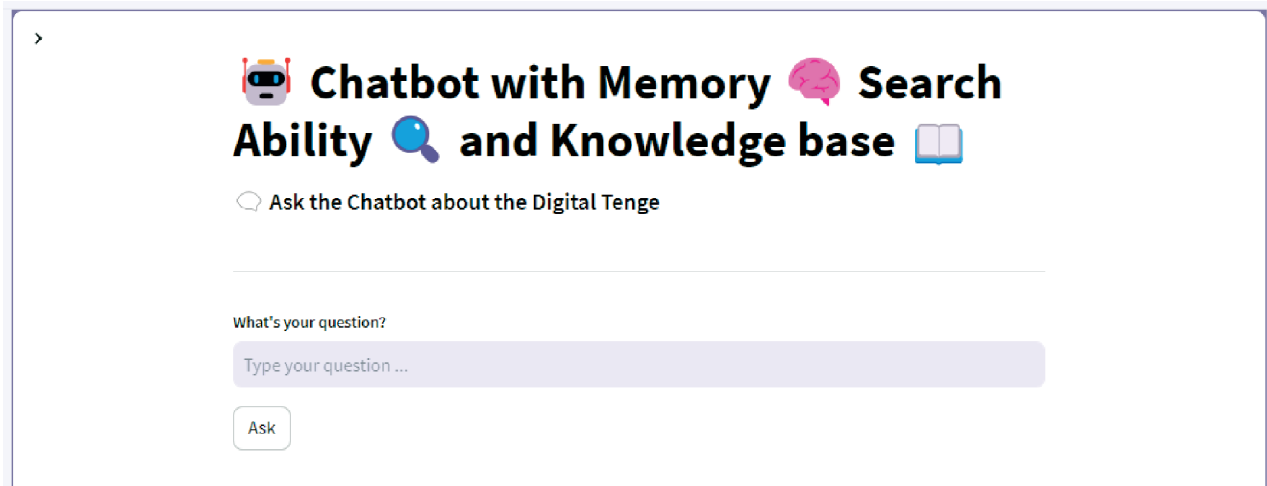 🤖 Chatbot with Memory 🧠 Search
Ability 🔍 and Knowledge base 📖
🗨️ Ask the Chatbot about the Digital Tenge
What's your question?
Type your question ...
Ask